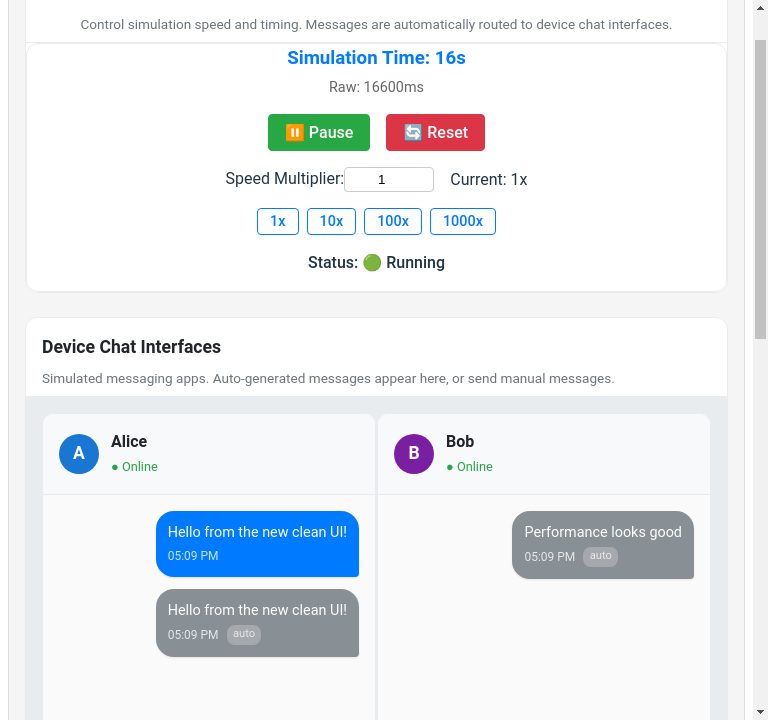 Control simulation speed and timing. Messages are automatically routed to device chat interfaces.
Simulation Time: 16s
Raw: 16600ms
⏸️ Pause
🔄 Reset
Speed Multiplier: 1
Current: 1x
1x
10x
100x
1000x
Status: 🟢 Running
Device Chat Interfaces
Simulated messaging apps. Auto-generated messages appear here, or send manual messages.
A
Alice
● Online
Hello from the new clean UI!
05:09 PM
Hello from the new clean UI!
05:09 PM auto
B
Bob
● Online
Performance looks good
05:09 PM auto